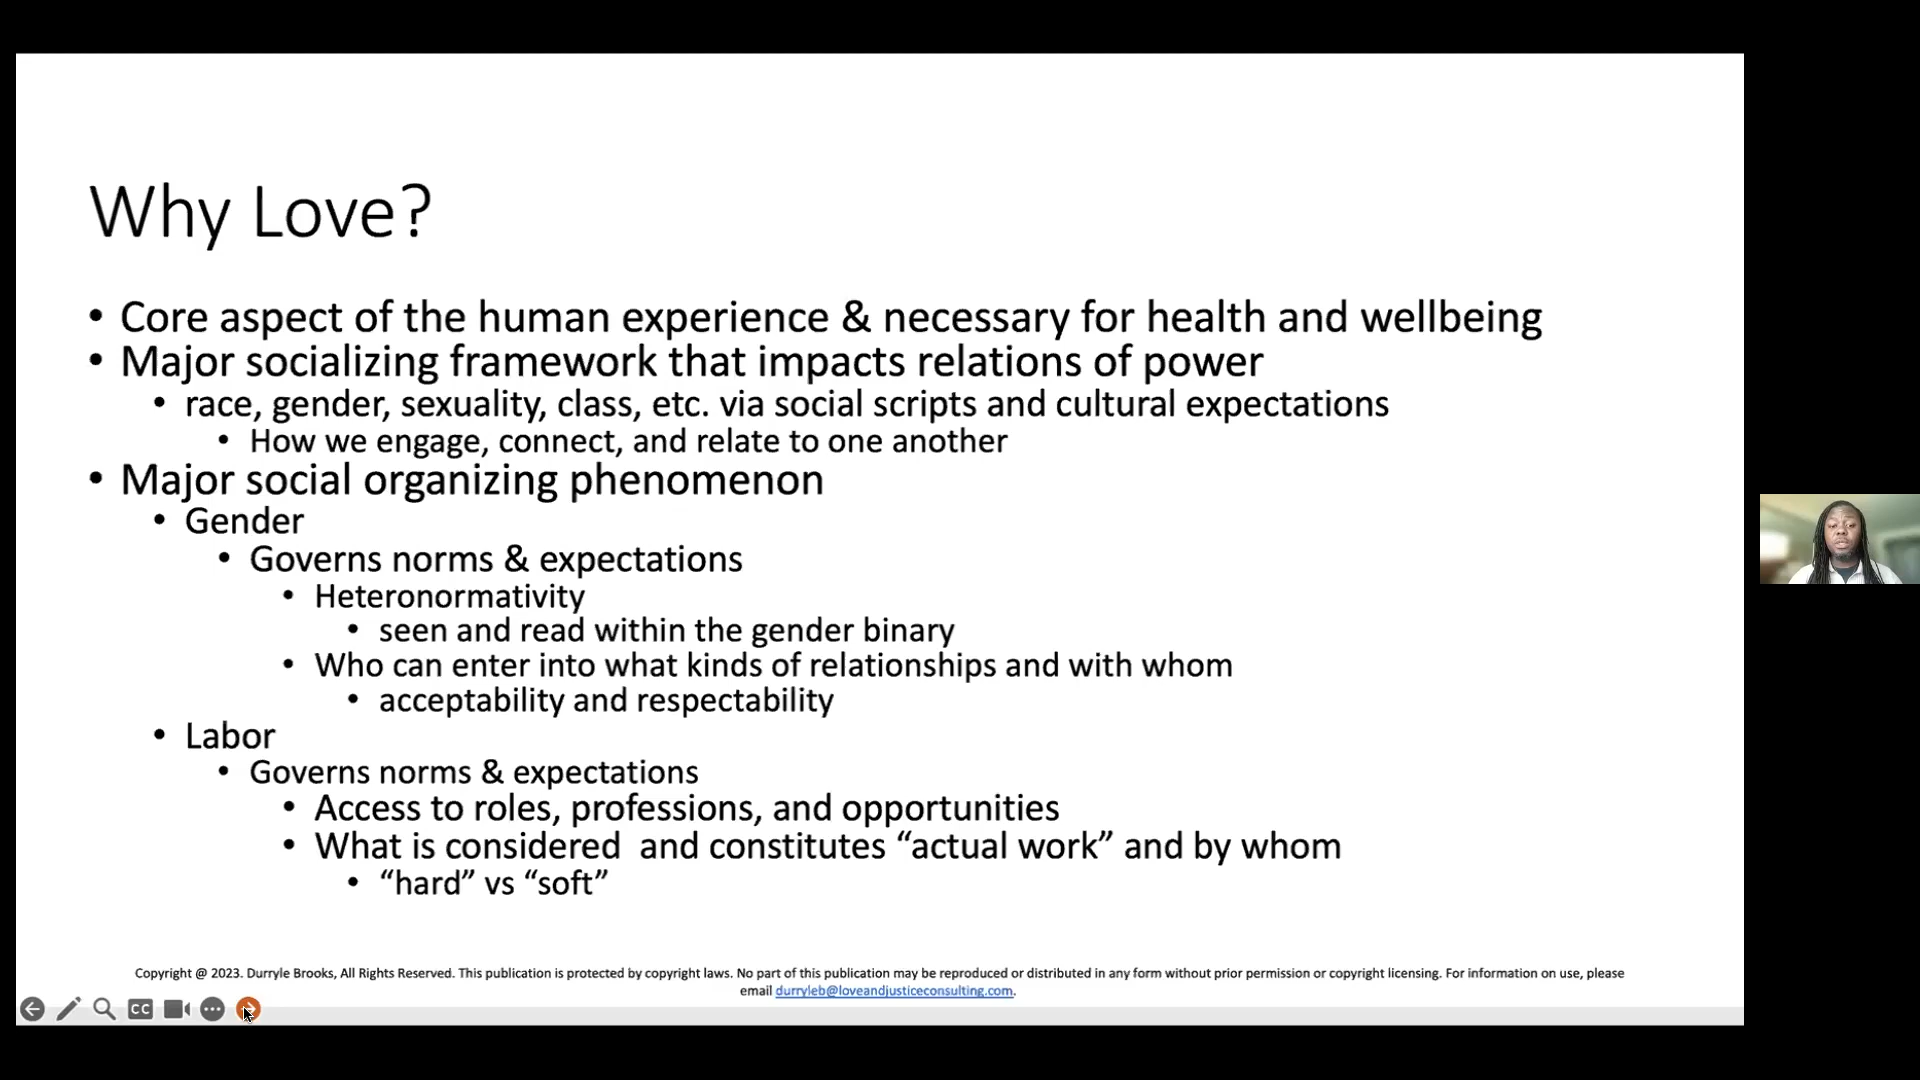 Why Love?
• Core aspect of the human experience & necessary for health and wellbeing
• Major socializing framework that impacts relations of power
• race, gender, sexuality, class, etc. via social scripts and cultural expectations
• How we engage, connect, and relate to one another
• Major social organizing phenomenon
• Gender
• Governs norms & expectations
• Heteronormativity
• seen and read within the gender binary
• Who can enter into what kinds of relationships and with whom
• acceptability and respectability
• Labor
• Governs norms & expectations
• Access to roles, professions, and opportunities
• What is considered  and constitutes “actual work” and by whom
• “hard” vs “soft”
Copyright @ 2023. Durryle Brooks, All Rights Reserved. This publication is protected by copyright laws. No part of this publication may be reproduced or distributed in any form without prior permission or copyright licensing. For information on use, please
email durryleb@loveandjusticeconsulting.com.
CC